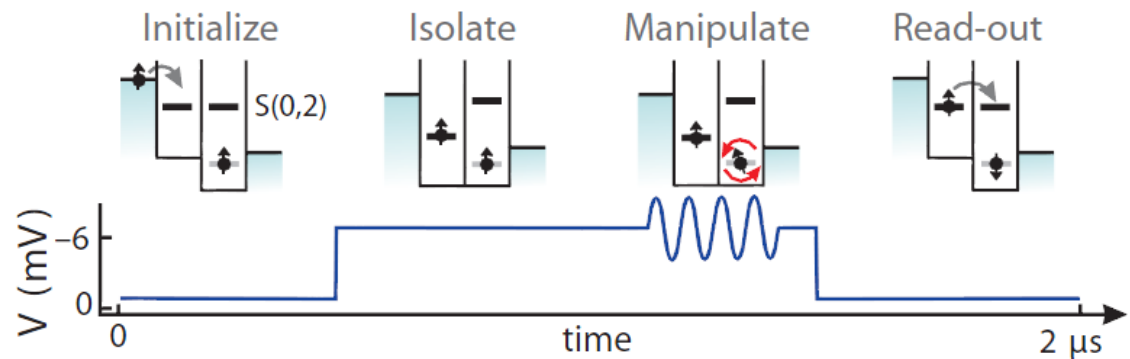 Initialize Isolate Manipulate Read-out
S(0,2)
V (mV)
−6
0
0 time 2 μs